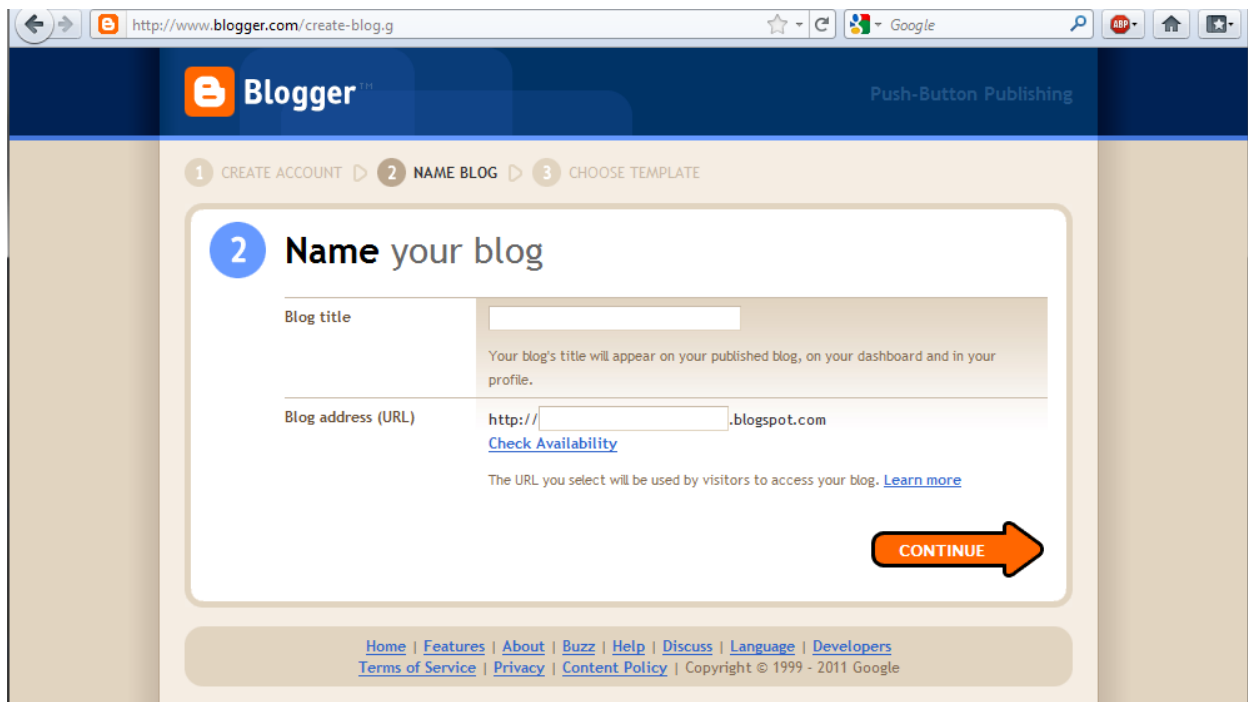 http://www.blogger.com/create-blog.g
Google
ABP
Blogger™
Push-Button Publishing
1 CREATE ACCOUNT 2 NAME BLOG 3 CHOOSE TEMPLATE
2 Name your blog
Blog title
Your blog's title will appear on your published blog, on your dashboard and in your
profile.
Blog address (URL) http:// .blogspot.com
Check Availability
The URL you select will be used by visitors to access your blog. Learn more
CONTINUE
Home | Features | About | Buzz | Help | Discuss | Language | Developers
Terms of Service | Privacy | Content Policy | Copyright © 1999 - 2011 Google